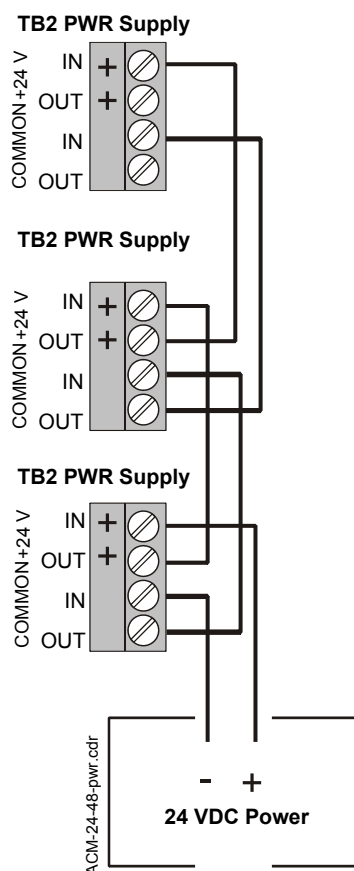 TB2 PWR Supply
COMMON +24 V
IN +
OUT +
IN
OUT
TB2 PWR Supply
COMMON +24 V
IN +
OUT +
IN
OUT
TB2 PWR Supply
COMMON +24 V
IN +
OUT +
IN
OUT
ACM-24-48-pwr.cdr
- +
24 VDC Power